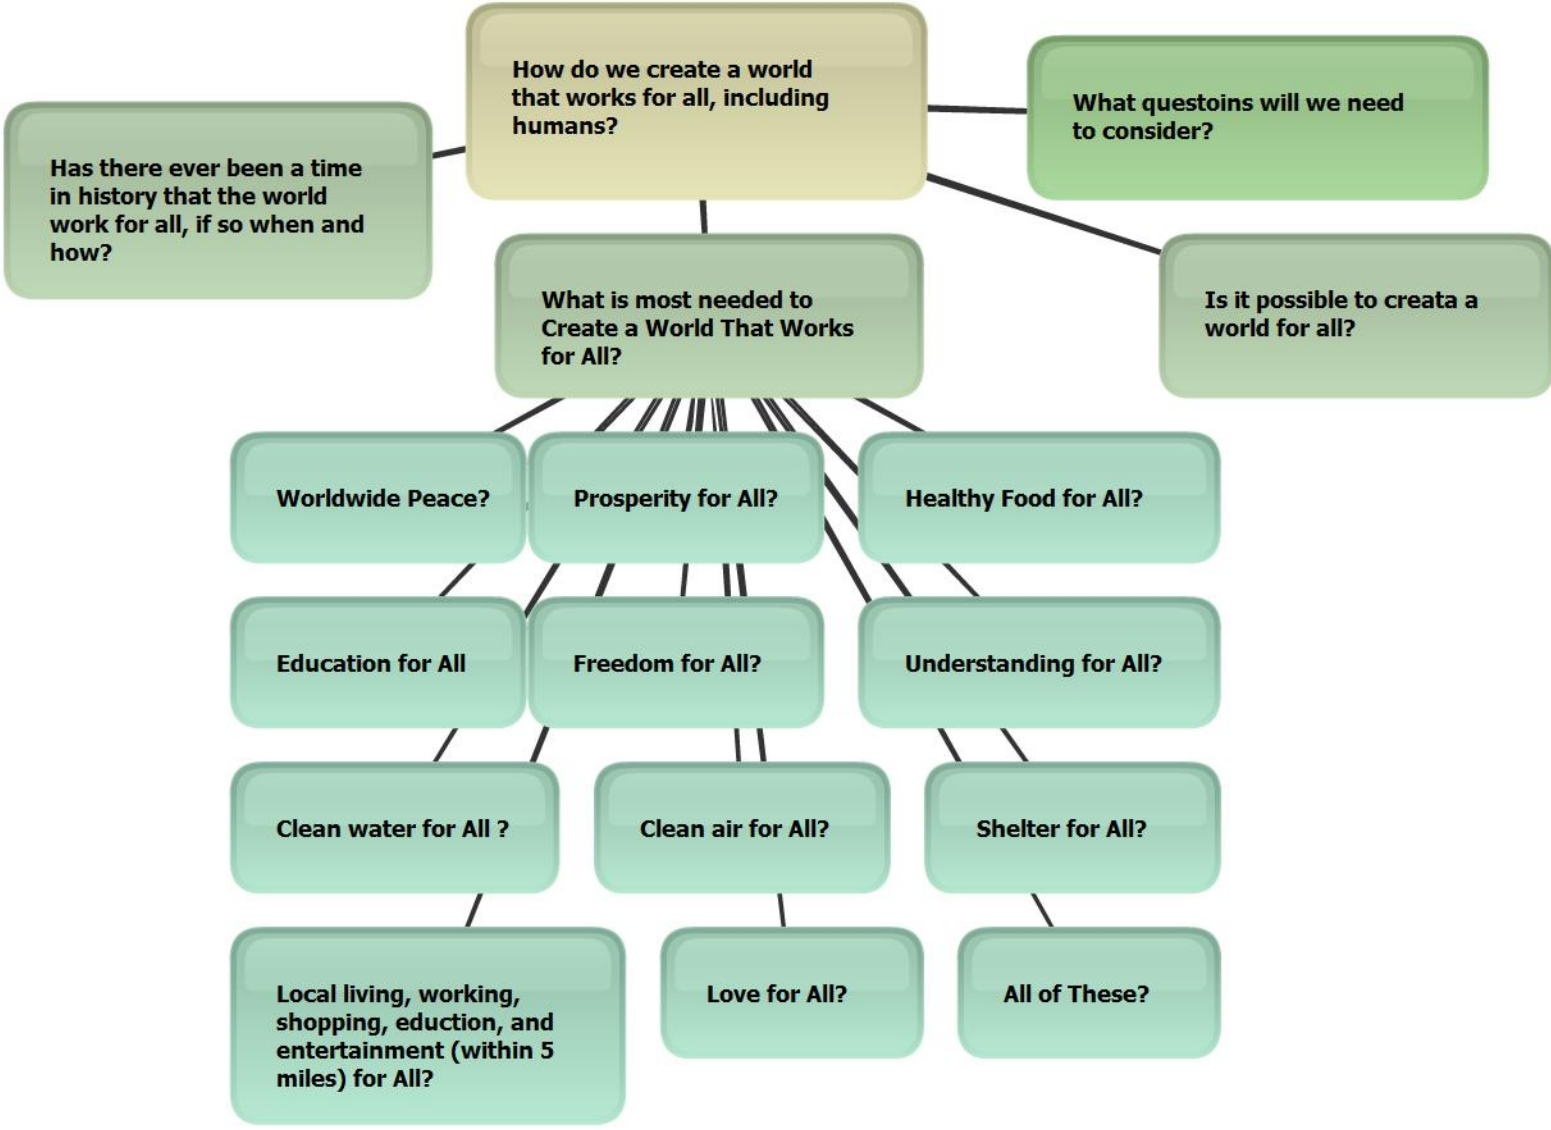 How do we create a world
that works for all, including
humans?
What questoins will we need
to consider?
Has there ever been a time
in history that the world
work for all, if so when and
how?
What is most needed to
Create a World That Works
for All?
Is it possible to creata a
world for all?
Worldwide Peace?
Prosperity for All?
Healthy Food for All?
Education for All
Freedom for All?
Understanding for All?
Clean water for All ?
Clean air for All?
Shelter for All?
Local living, working,
shopping, eduction, and
entertainment (within 5
miles) for All?
Love for All?
All of These?